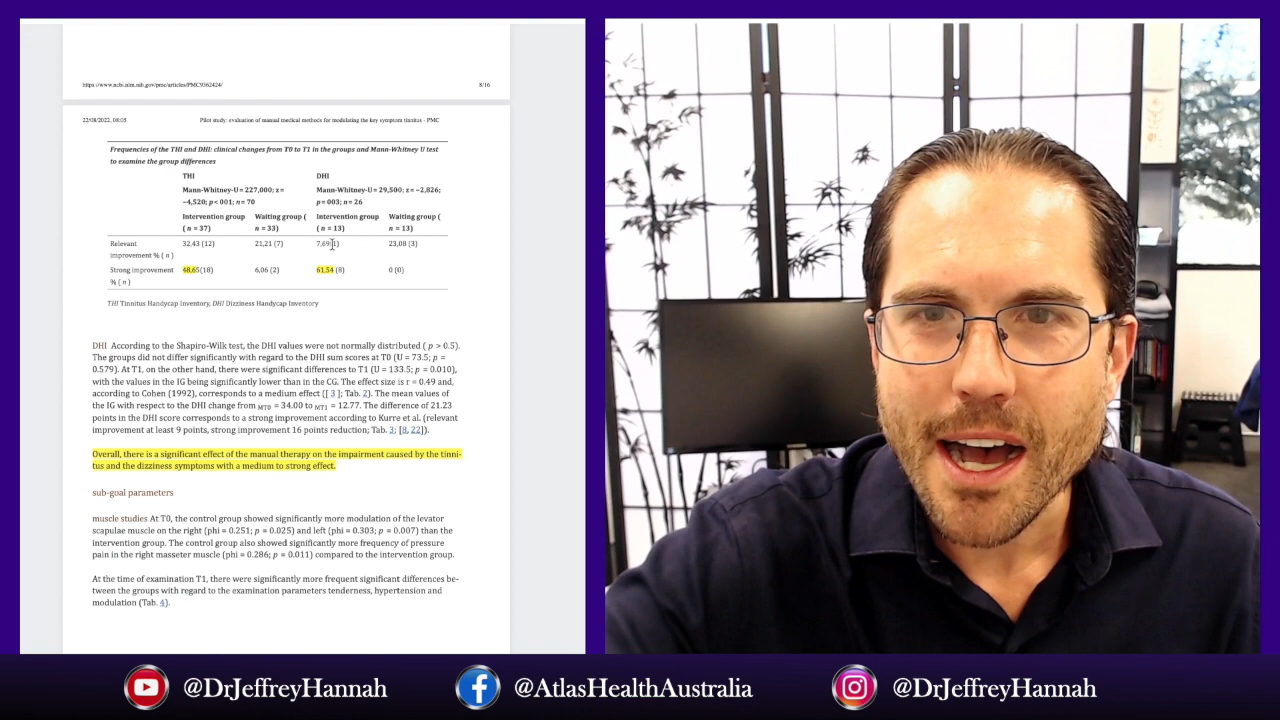 https://www.ncbi.nlm.nih.gov/pmc/articles/PMC9362424/ 8/16
22/08/2022, 08:05 Pilot study: evaluation of manual medical methods for modulating the key symptom tinnitus - PMC
Frequencies of the THI and DHI: clinical changes from T0 to T1 in the groups and Mann-Whitney U test
to examine the group differences
THI DHI
Mann-Whitney-U = 227,000; z = Mann-Whitney-U = 29,500; z = −2,826;
−4,520; p < 001; n = 70 p = 003; n = 26
Intervention group Waiting group ( Intervention group Waiting group (
( n = 37) n = 33) ( n = 13) n = 13)
Relevant 32,43 (12) 21,21 (7) 7,69 (1) 23,08 (3)
improvement % ( n )
Strong improvement 48,65(18) 6,06 (2) 61,54 (8) 0 (0)
% ( n )
THI Tinnitus Handycap Inventory, DHI Dizziness Handycap Inventory
DHI According to the Shapiro-Wilk test, the DHI values were not normally distributed ( p > 0.5).
The groups did not differ significantly with regard to the DHI sum scores at T0 (U = 73.5; p =
0.579). At T1, on the other hand, there were significant differences to T1 (U = 133.5; p = 0.010),
with the values in the IG being significantly lower than in the CG. The effect size is r = 0.49 and,
according to Cohen (1992), corresponds to a medium effect ([ 3 ]; Tab. 2). The mean values of
the IG with respect to the DHI change from MT0 = 34.00 to MT1 = 12.77. The difference of 21.23
points in the DHI score corresponds to a strong improvement according to Kurre et al. (relevant
improvement at least 9 points, strong improvement 16 points reduction; Tab. 3; [8, 22]).
Overall, there is a significant effect of the manual therapy on the impairment caused by the tinni-
tus and the dizziness symptoms with a medium to strong effect.
sub-goal parameters
muscle studies At T0, the control group showed significantly more modulation of the levator
scapulae muscle on the right (phi = 0.251; p = 0.025) and left (phi = 0.303; p = 0.007) than the
intervention group. The control group also showed significantly more frequency of pressure
pain in the right masseter muscle (phi = 0.286; p = 0.011) compared to the intervention group.
At the time of examination T1, there were significantly more frequent significant differences be-
tween the groups with regard to the examination parameters tenderness, hypertension and
modulation (Tab. 4).
@DrJeffreyHannah @AtlasHealthAustralia @DrJeffreyHannah